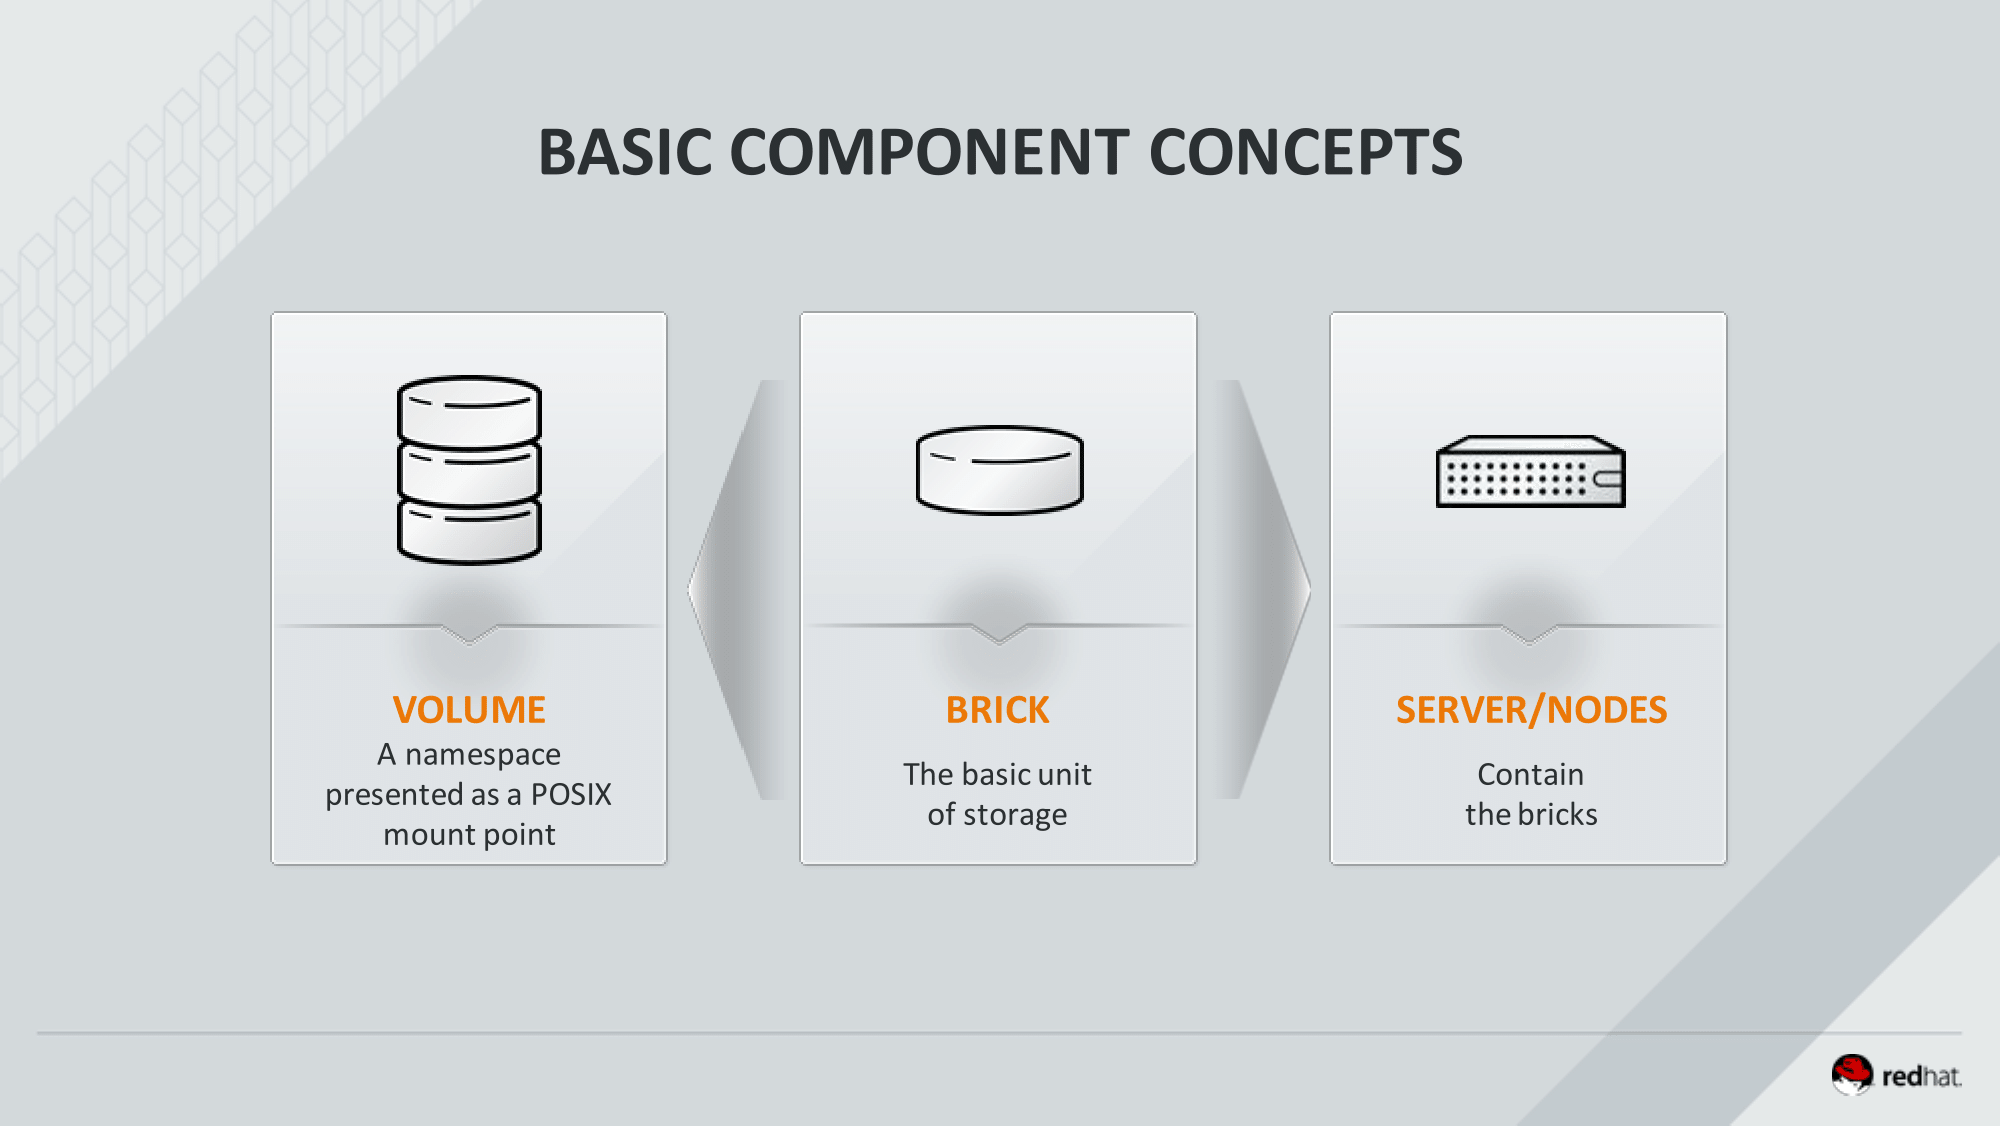 BASIC COMPONENT CONCEPTS
VOLUME
A namespace
presented as a POSIX
mount point
BRICK
The basic unit
of storage
SERVER/NODES
Contain
the bricks
redhat.